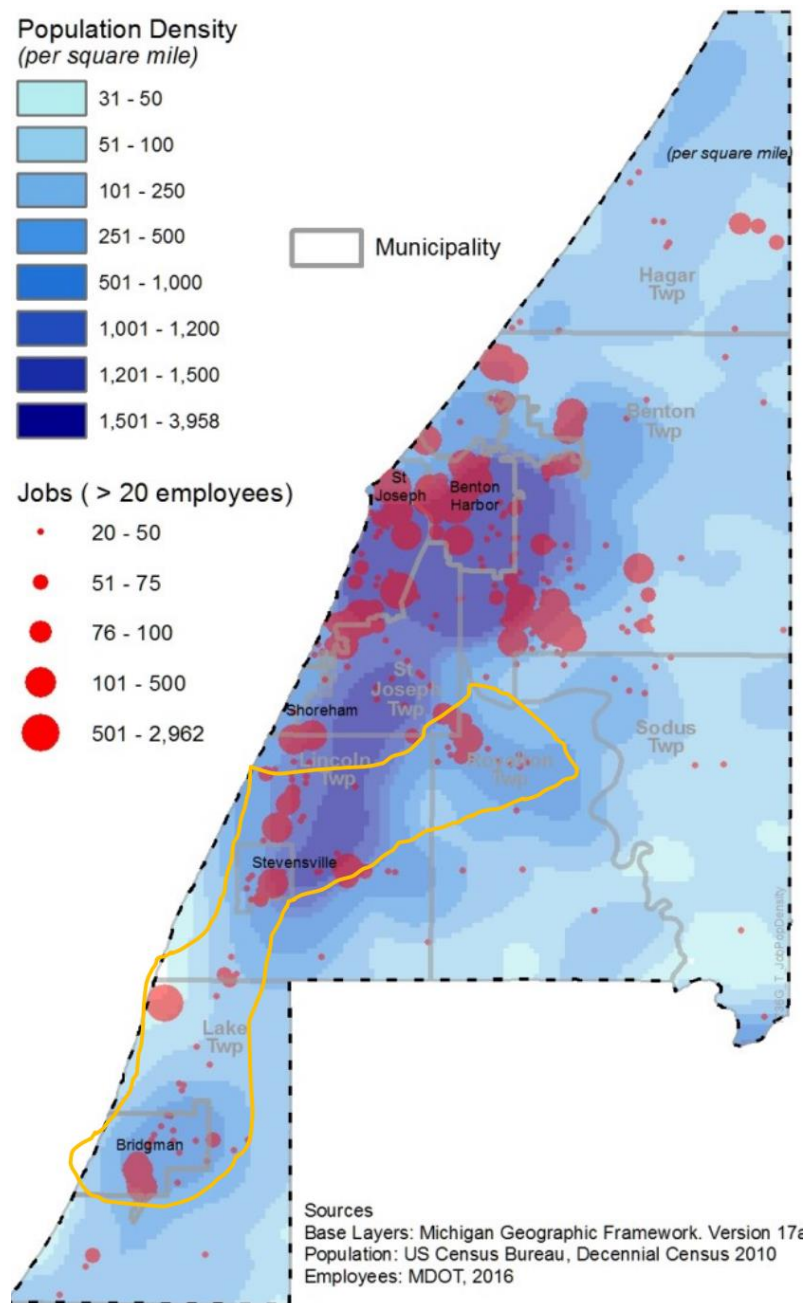 Population Density
(per square mile)
31 - 50
51 - 100
101 - 250
251 - 500
501 - 1,000
1,001 - 1,200
1,201 - 1,500
1,501 - 3,958
Municipality
Jobs ( > 20 employees)
20 - 50
51 - 75
76 - 100
101 - 500
501 - 2,962
(per square mile)
Hagar
Twp
Benton
Twp
St
Joseph
Benton
Harbor
St
Joseph
Twp
Shoreham
Lincoln
Twp
Royalton
Twp
Sodus
Twp
Stevensville
Lake
Twp
Bridgman
Sources
Base Layers: Michigan Geographic Framework. Version 17a
Population: US Census Bureau, Decennial Census 2010
Employees: MDOT, 2016